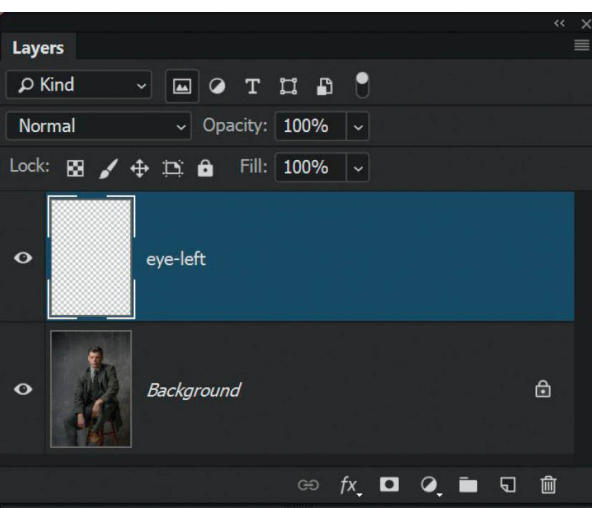 Layers
Kind
Normal Opacity: 100%
Lock: Fill: 100%
eye-left
Background
fx